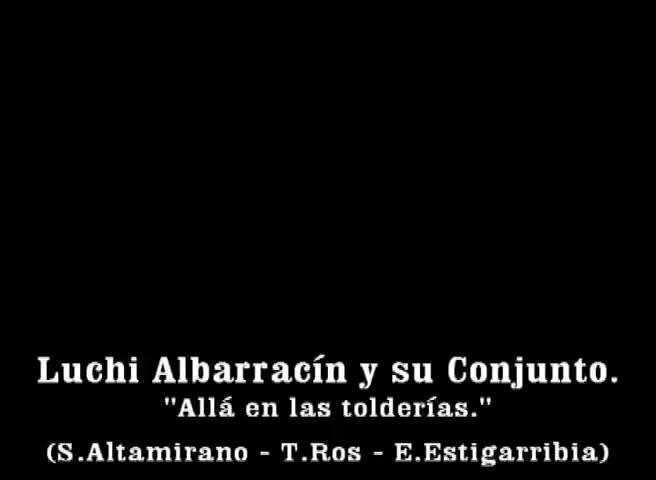 Luchi Albarracín y su Conjunto.
"Allá en las tolderías."
(S.Altamirano - T.Ros - E.Estigarribia)